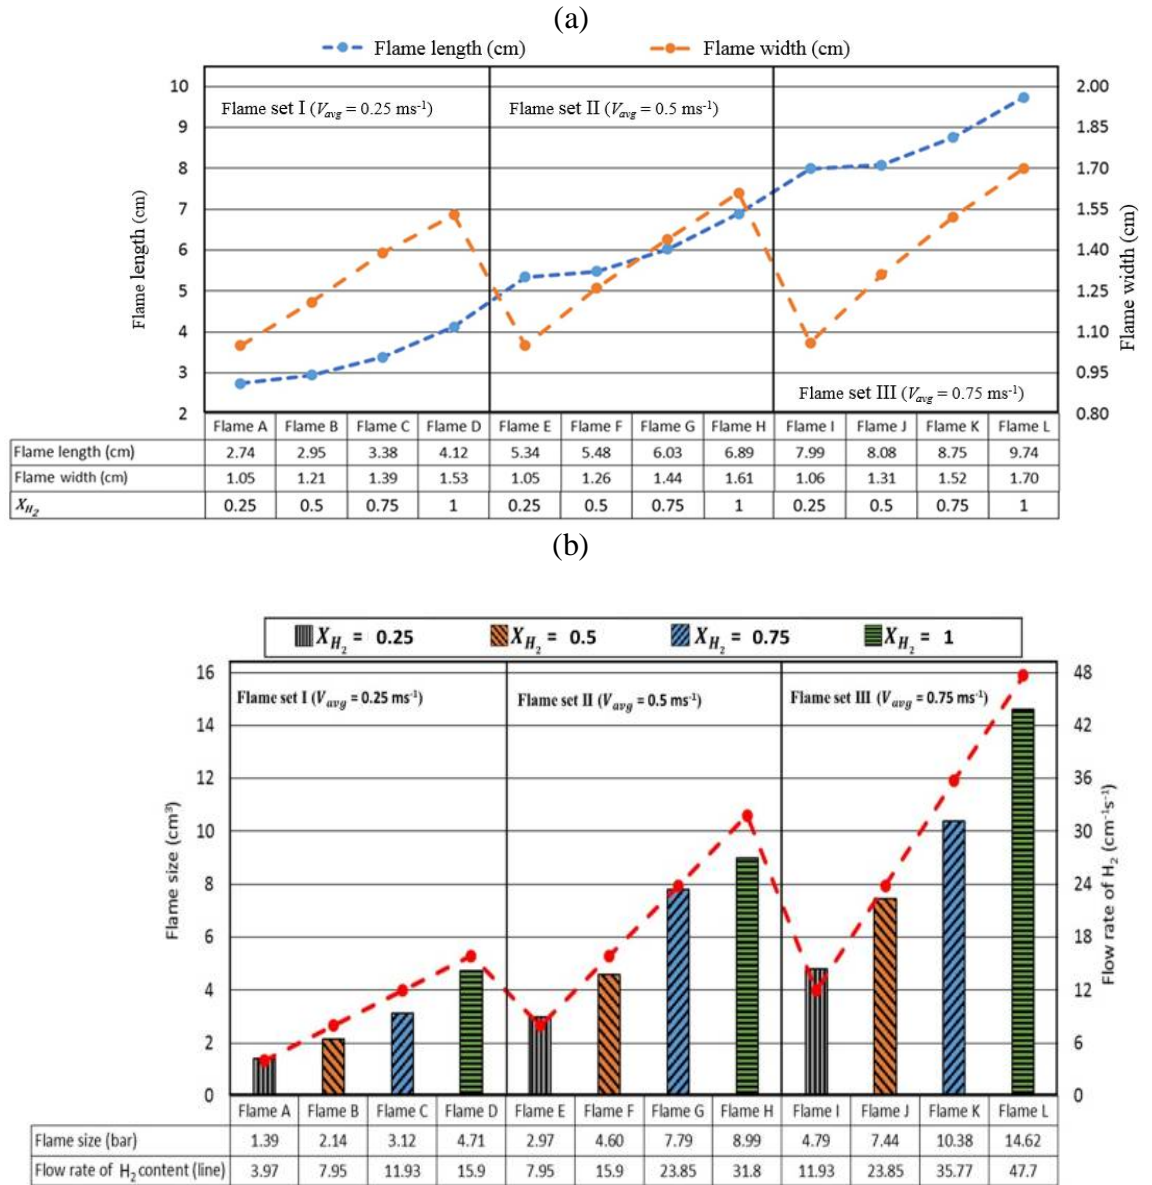 (a)
Flame length (cm) Flame width (cm)
Flame set I (Vavg = 0.25 ms-1) Flame set II (Vavg = 0.5 ms-1)
10 2.00
9 1.85
8 1.70
7 1.55
6 1.40
5 1.25
4 1.10
3 0.95
2 0.80
Flame length (cm)
Flame width (cm)
Flame set III (Vavg = 0.75 ms-1)
Flame A Flame B Flame C Flame D Flame E Flame F Flame G Flame H Flame I Flame J Flame K Flame L
Flame length (cm) 2.74 2.95 3.38 4.12 5.34 5.48 6.03 6.89 7.99 8.08 8.75 9.74
Flame width (cm) 1.05 1.21 1.39 1.53 1.05 1.26 1.44 1.61 1.06 1.31 1.52 1.70
XH2 0.25 0.5 0.75 1 0.25 0.5 0.75 1 0.25 0.5 0.75 1
(b)
XH2 = 0.25 XH2 = 0.5 XH2 = 0.75 XH2 = 1
Flame set I (Vavg = 0.25 ms-1) Flame set II (Vavg = 0.5 ms-1) Flame set III (Vavg = 0.75 ms-1)
16 48
14 42
12 36
10 30
8 24
6 18
4 12
2 6
0 0
Flame size (cm3)
Flow rate of H2 (cm-1s-1)
Flame A Flame B Flame C Flame D Flame E Flame F Flame G Flame H Flame I Flame J Flame K Flame L
Flame size (bar) 1.39 2.14 3.12 4.71 2.97 4.60 7.79 8.99 4.79 7.44 10.38 14.62
Flow rate of H2 content (line) 3.97 7.95 11.93 15.9 7.95 15.9 23.85 31.8 11.93 23.85 35.77 47.7